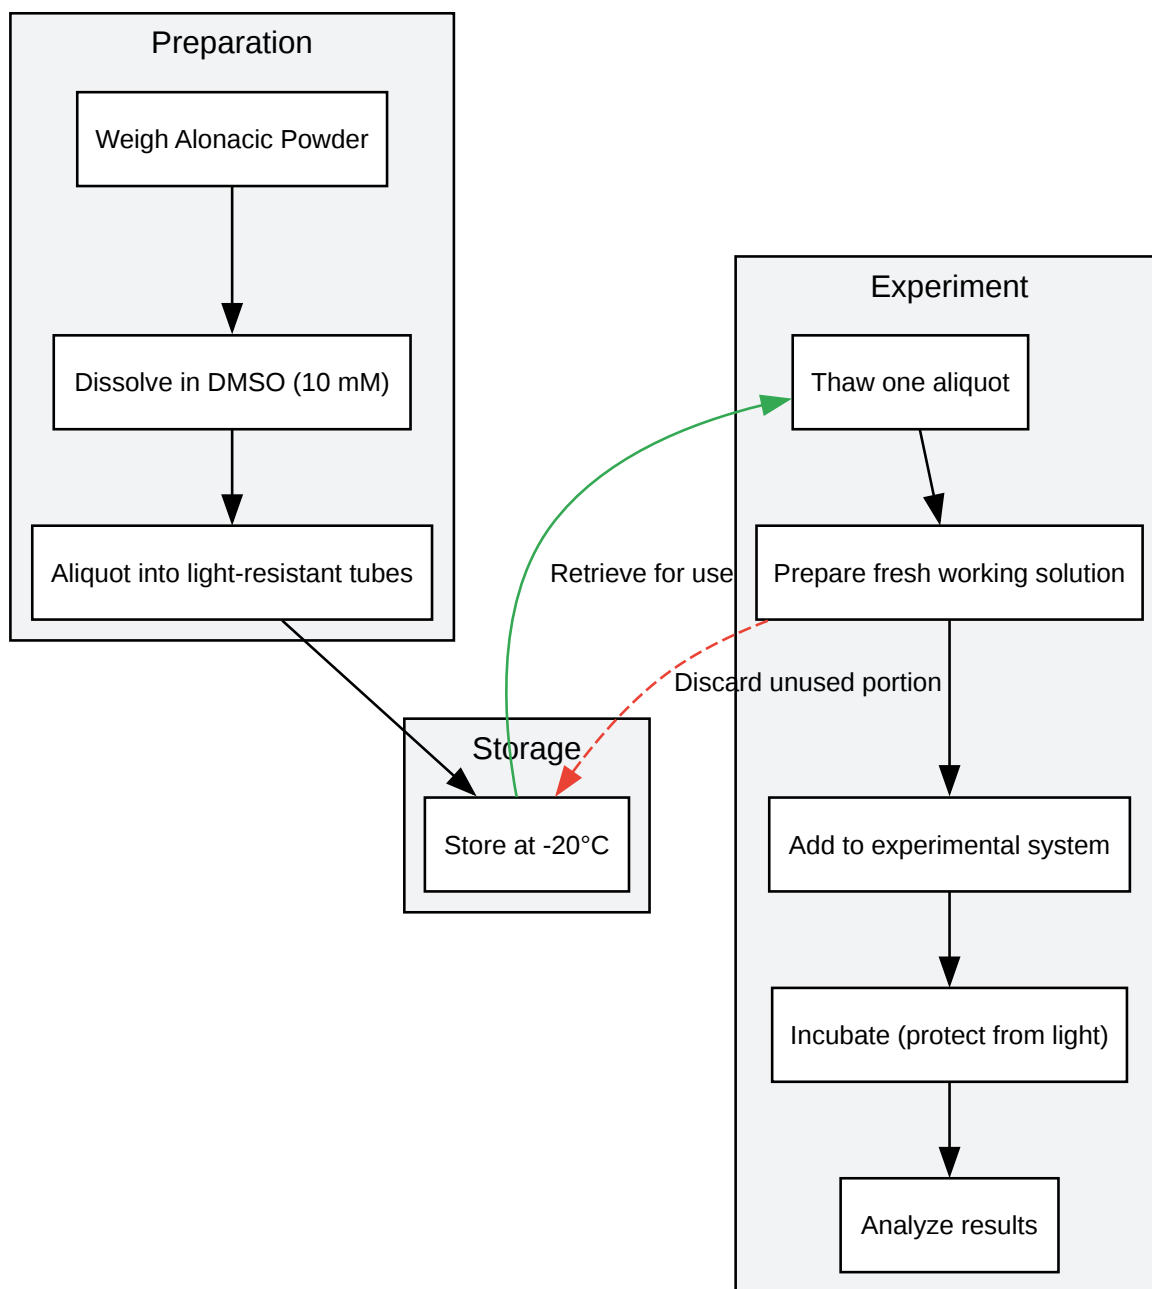 Preparation
Weigh Alonacic Powder
Dissolve in DMSO (10 mM)
Aliquot into light-resistant tubes
Storage
Store at -20°C
Retrieve for use
Discard unused portion
Experiment
Thaw one aliquot
Prepare fresh working solution
Add to experimental system
Incubate (protect from light)
Analyze results